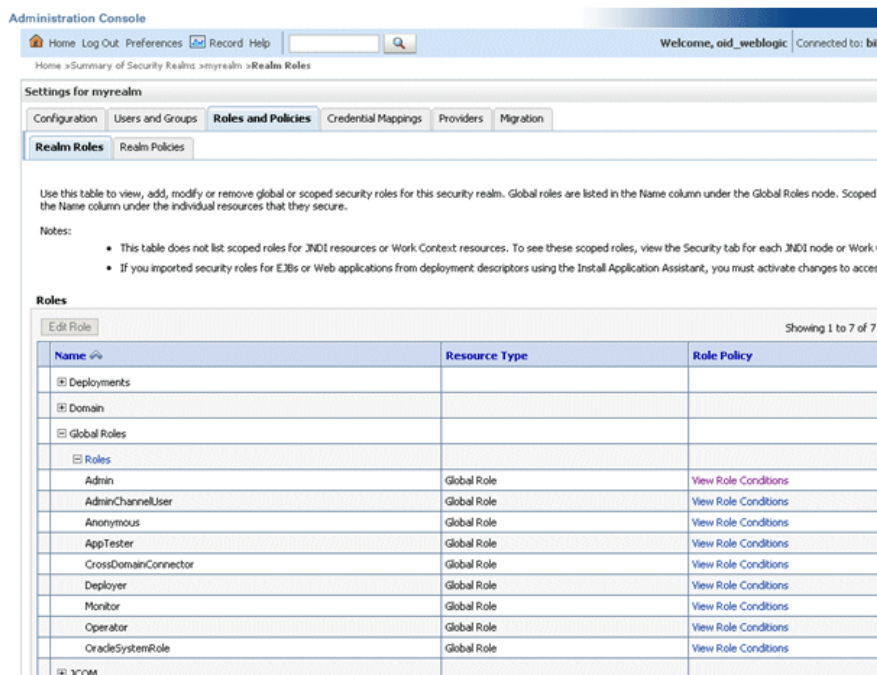 Administration Console
Home Log Out Preferences Record Help
Welcome, oid_weblogic Connected to: bi
Home >Summary of Security Realms >myrealm >Realm Roles
Settings for myrealm
Configuration Users and Groups Roles and Policies Credential Mappings Providers Migration
Realm Roles Realm Policies
Use this table to view, add, modify or remove global or scoped security roles for this security realm. Global roles are listed in the Name column under the Global Roles node. Scoped
the Name column under the individual resources that they secure.
Notes:
• This table does not list scoped roles for JNDI resources or Work Context resources. To see these scoped roles, view the Security tab for each JNDI node or Work
• If you imported security roles for EJBs or Web applications from deployment descriptors using the Install Application Assistant, you must activate changes to acces
Roles
Edit Role
Showing 1 to 7 of 7
Name Resource Type Role Policy
Deployments
Domain
Global Roles
Roles
Admin Global Role View Role Conditions
AdminChannelUser Global Role View Role Conditions
Anonymous Global Role View Role Conditions
AppTester Global Role View Role Conditions
CrossDomainConnector Global Role View Role Conditions
Deployer Global Role View Role Conditions
Monitor Global Role View Role Conditions
Operator Global Role View Role Conditions
OracleSystemRole Global Role View Role Conditions
JCOM